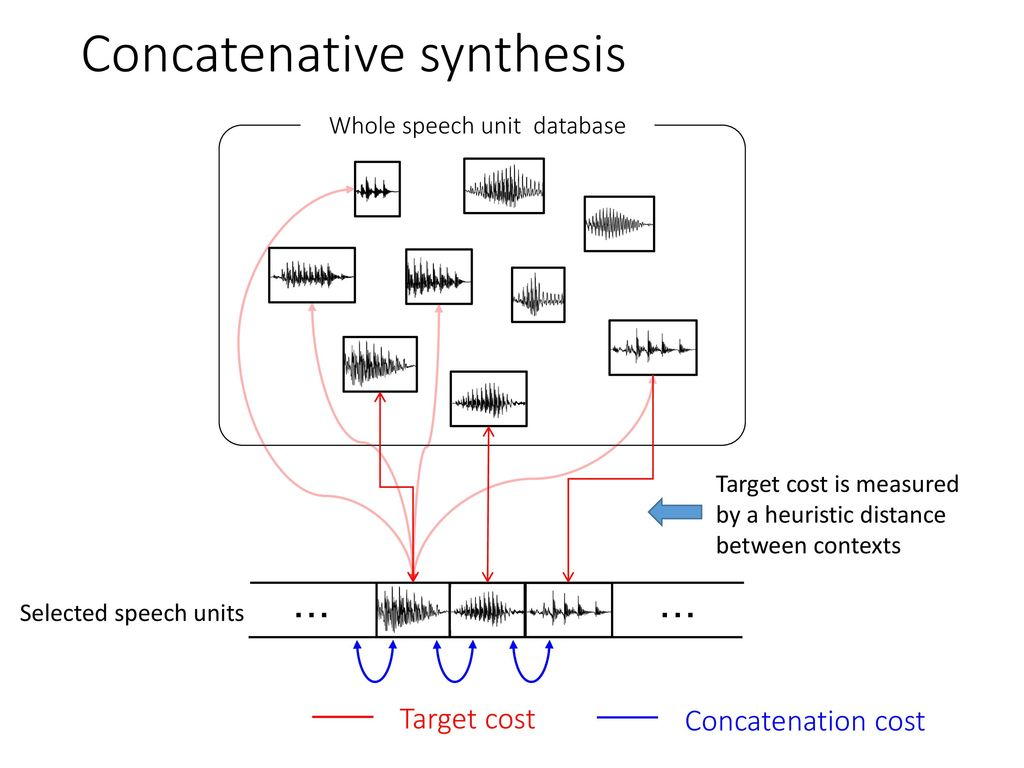 Concatenative synthesis
Whole speech unit database
Target cost is measured
by a heuristic distance
between contexts
Selected speech units
...
...
Target cost
Concatenation cost